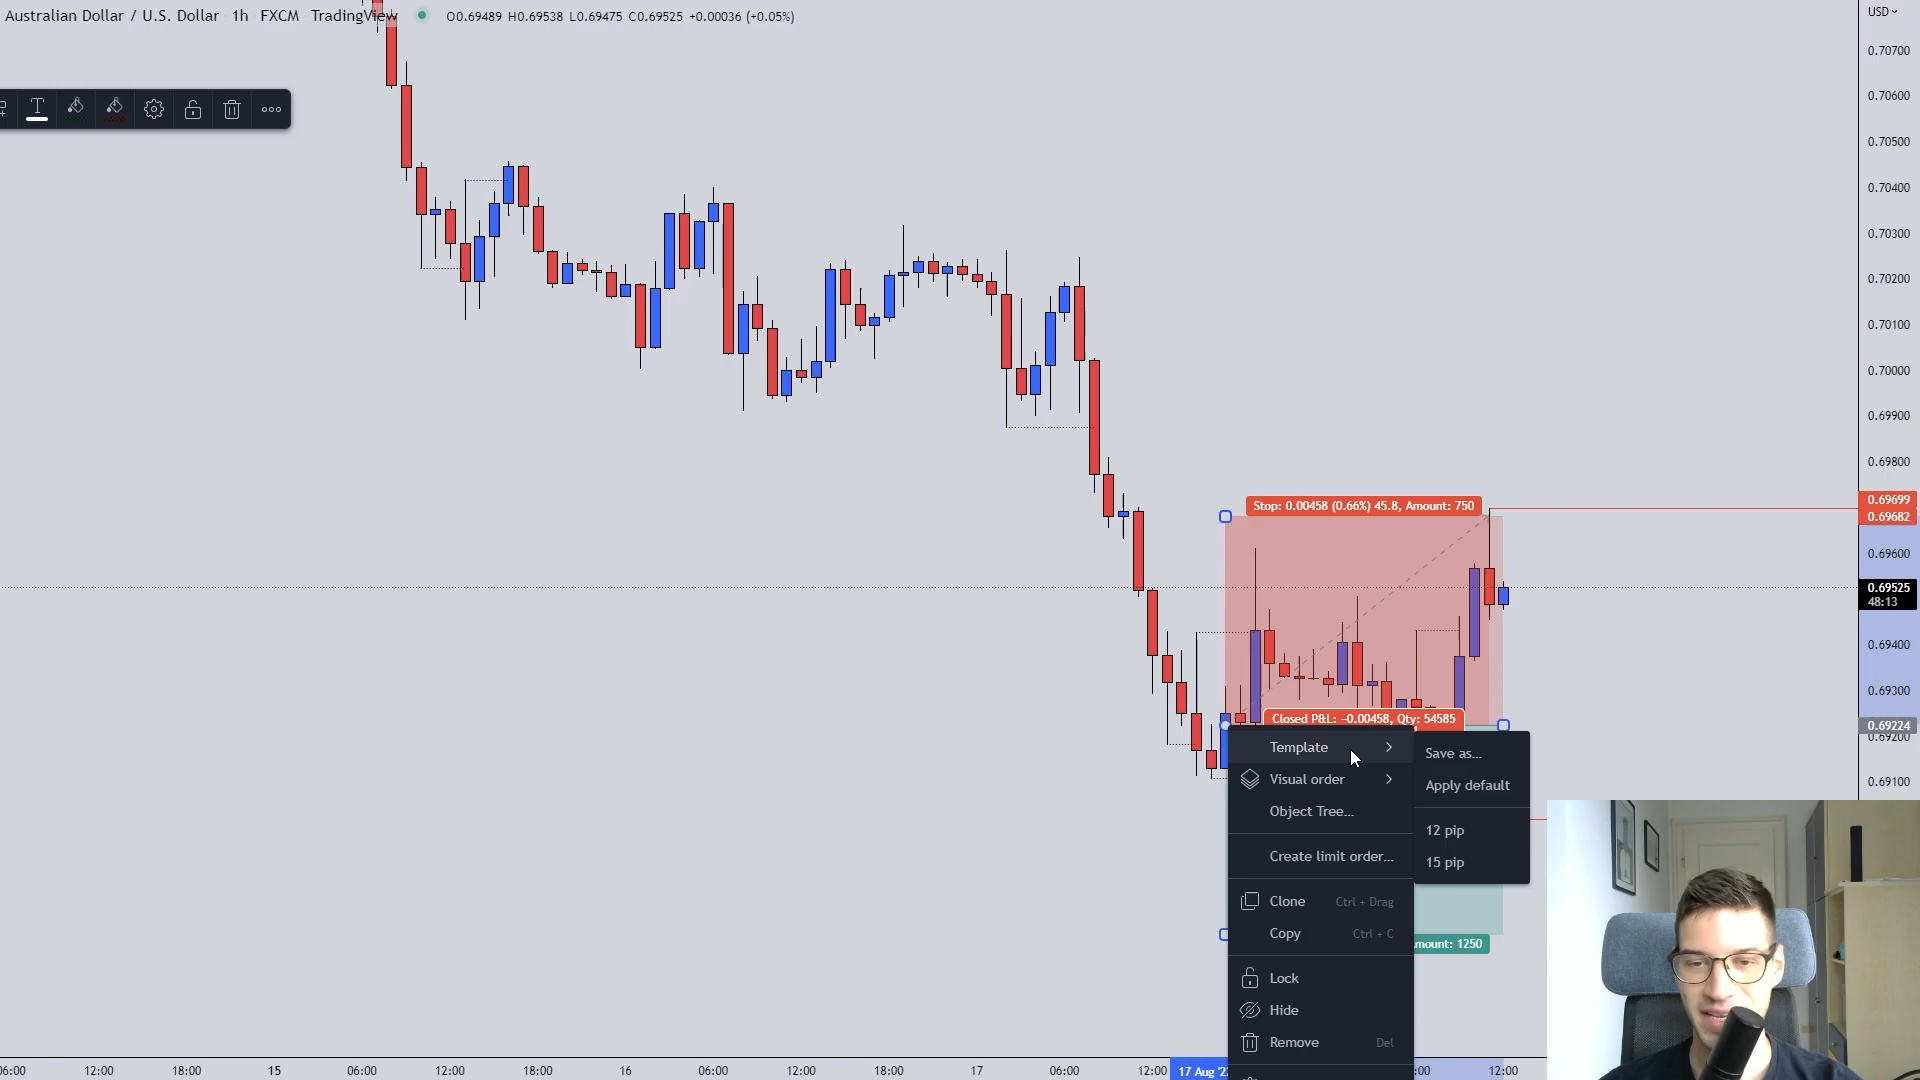 Australian Dollar / U.S. Dollar 1h FXCM TradingView O0.69489 H0.69538 L0.69475 C0.69525 +0.00036 (+0.05%)
USD
0.70700
0.70600
0.70500
0.70400
0.70300
0.70200
0.70100
0.70000
0.69900
0.69800
Stop: 0.00458 (0.66%) 45.8, Amount: 750
0.69699
0.69682
0.69600
0.69525
48:13
0.69400
0.69300
Closed P&L: −0.00458, Qty: 54585
0.69224
0.69200
0.69100
Template
Visual order
Object Tree...
Create limit order...
Clone Ctrl + Drag
Copy Ctrl + C
Lock
Hide
Remove Del
Save as...
Apply default
12 pip
15 pip
mount: 1250
06:00 12:00 18:00 15 06:00 12:00 18:00 16 06:00 12:00 18:00 17 06:00 12:00 17 Aug '2 :00 12:00